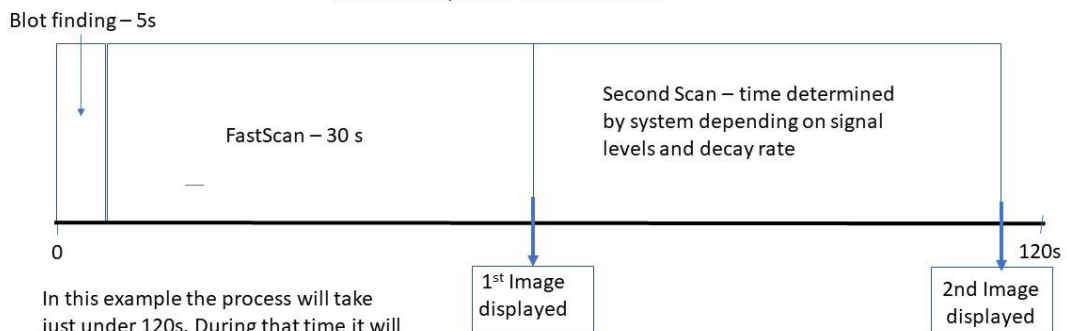 Blot finding – 5s
FastScan – 30 s
Second Scan – time determined
by system depending on signal
levels and decay rate
0
120s
1st Image
displayed
2nd Image
displayed
In this example the process will take
just under 120s. During that time it will